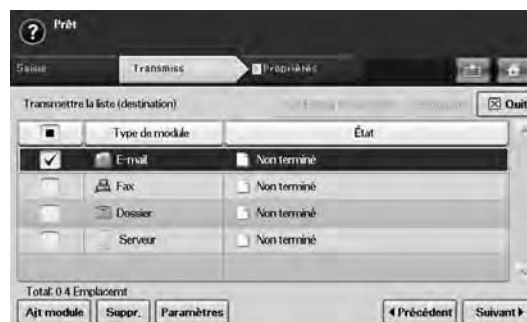 ? Prêt
Saisie Transmiss Propriétés
Transmettre la liste (destination) Quit
Type de module État
E-mail Non terminé
Fax Non terminé
Dossier Non terminé
Serveur Non terminé
Total: 0 4 Emplacemt
Ajt module Suppr. Paramètres Précédent Suivant